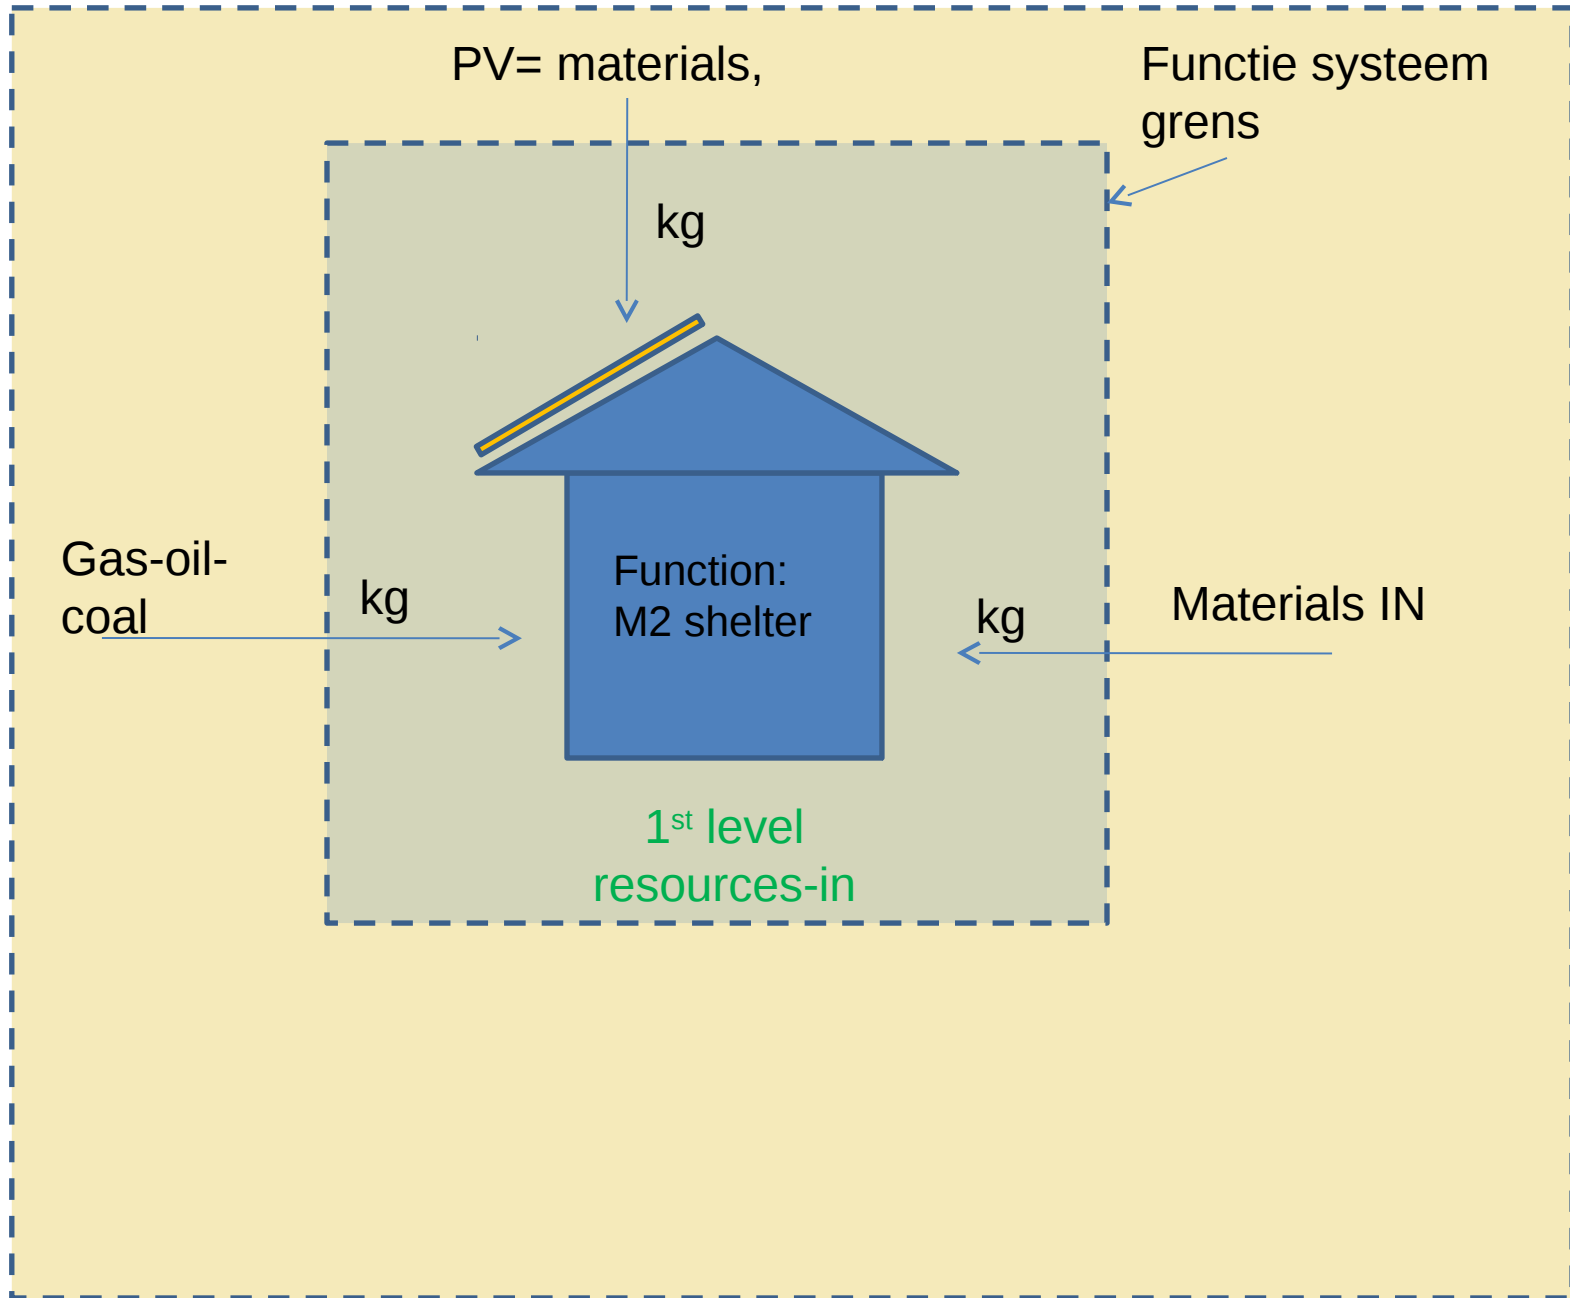 PV= materials,
Functie systeem
grens
kg
Gas-oil-
coal
kg
Function:
M2 shelter
kg
Materials IN
1st level
resources-in